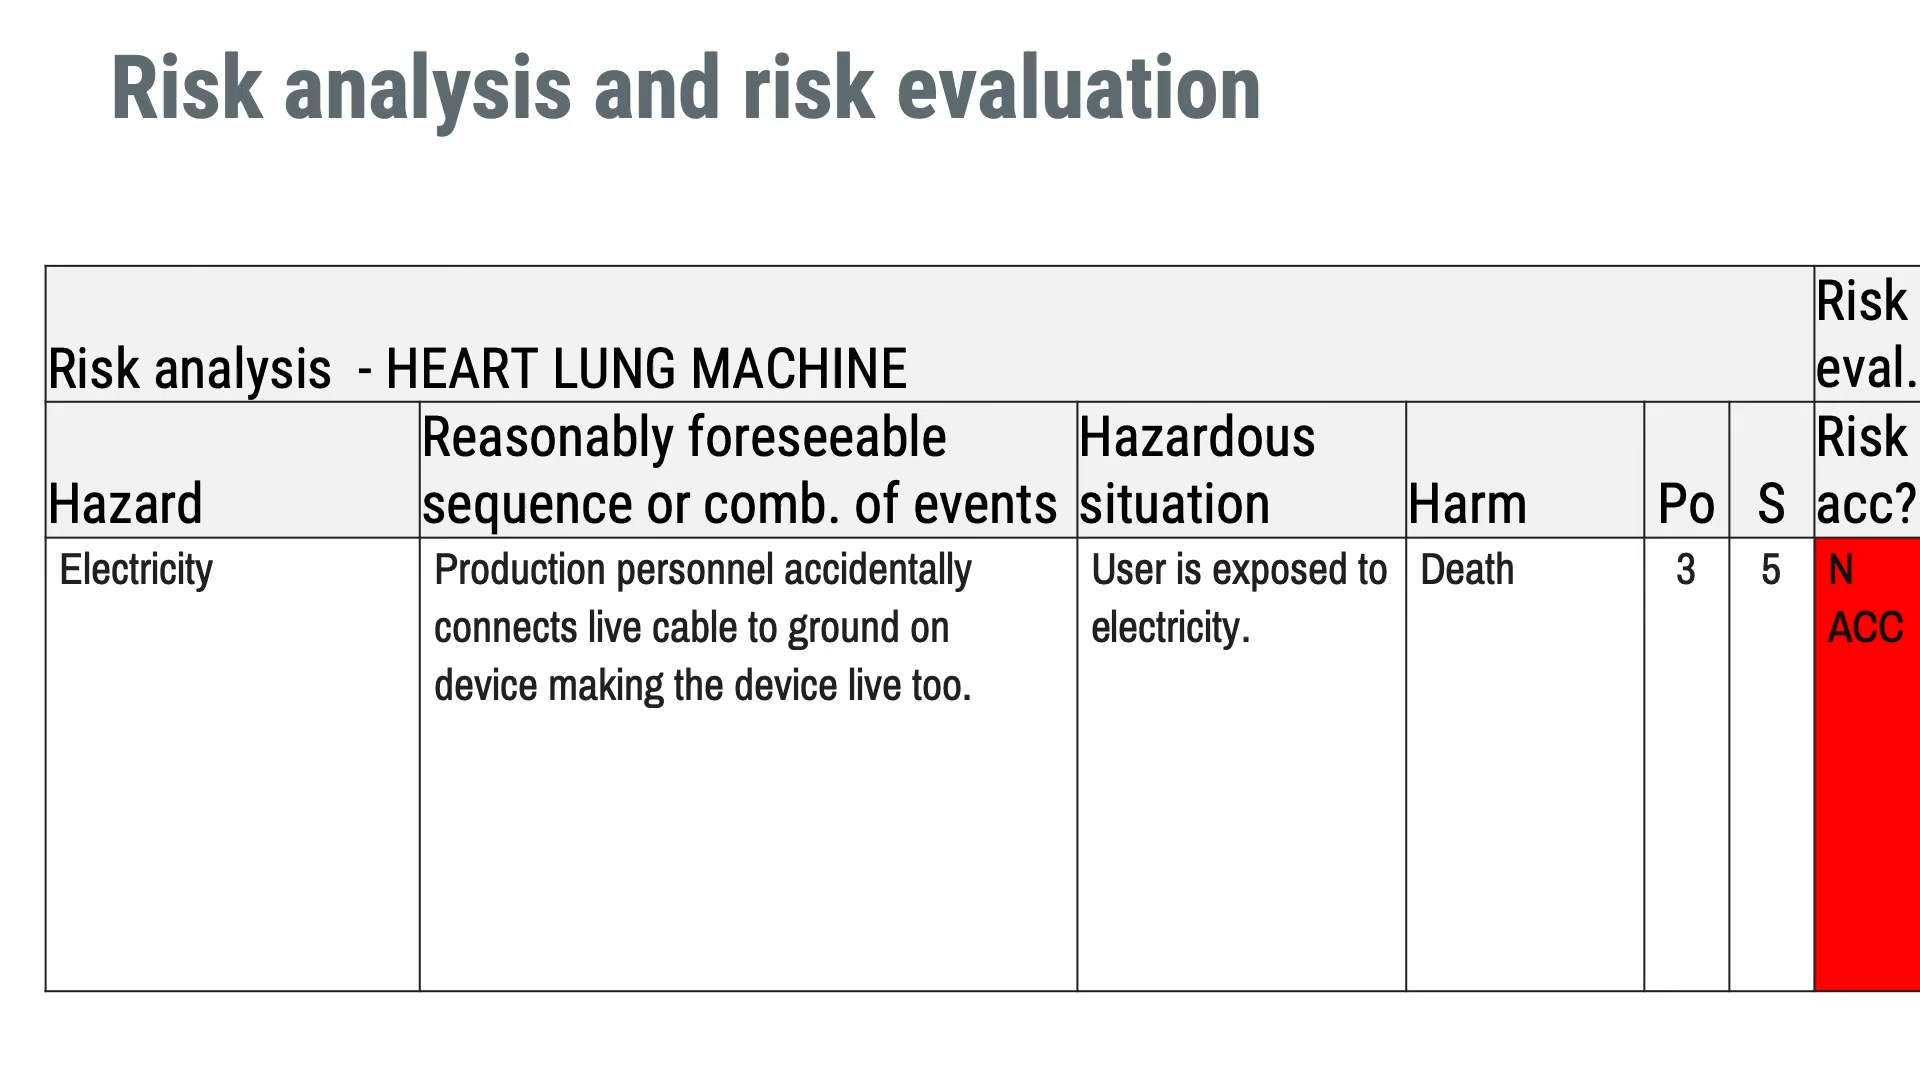 Risk analysis and risk evaluation
Risk analysis  - HEART LUNG MACHINE
Risk
eval.
Hazard
Reasonably foreseeable
sequence or comb. of events
Hazardous
situation
Harm
Po
S
Risk
acc?
Electricity
Production personnel accidentally
connects live cable to ground on
device making the device live too.
User is exposed to
electricity.
Death
3
5
N
ACC